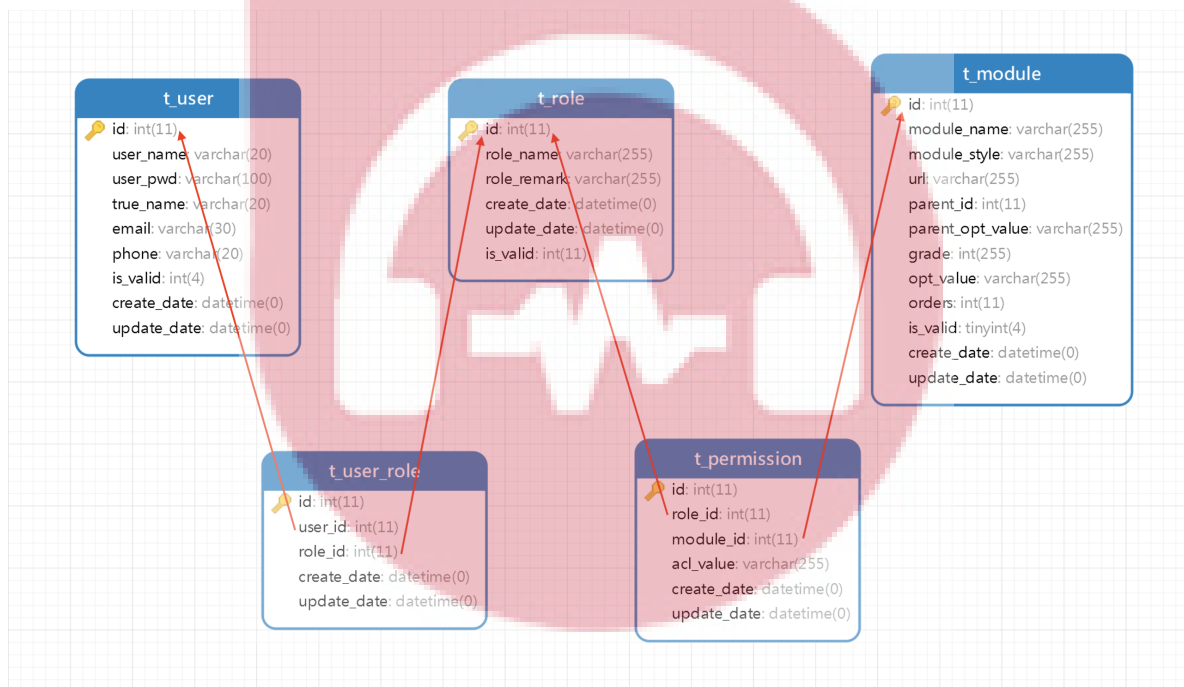 t_user
id: int(11)
user_name: varchar(20)
user_pwd: varchar(100)
true_name: varchar(20)
email: varchar(30)
phone: varchar(20)
is_valid: int(4)
create_date: datetime(0)
update_date: datetime(0)
t_role
id: int(11)
role_name: varchar(255)
role_remark: varchar(255)
create_date: datetime(0)
update_date: datetime(0)
is_valid: int(11)
t_module
id: int(11)
module_name: varchar(255)
module_style: varchar(255)
url: varchar(255)
parent_id: int(11)
parent_opt_value: varchar(255)
grade: int(255)
opt_value: varchar(255)
orders: int(11)
is_valid: tinyint(4)
create_date: datetime(0)
update_date: datetime(0)
t_user_role
id: int(11)
user_id: int(11)
role_id: int(11)
create_date: datetime(0)
update_date: datetime(0)
t_permission
id: int(11)
role_id: int(11)
module_id: int(11)
acl_value: varchar(255)
create_date: datetime(0)
update_date: datetime(0)